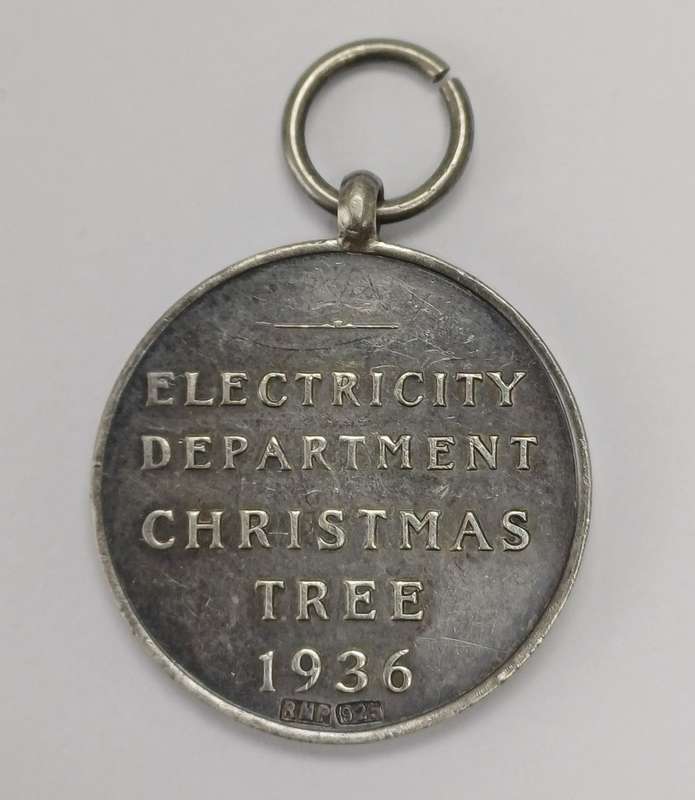 ELECTRICITY
DEPARTMENT
CHRISTMAS
TREE
1936
925